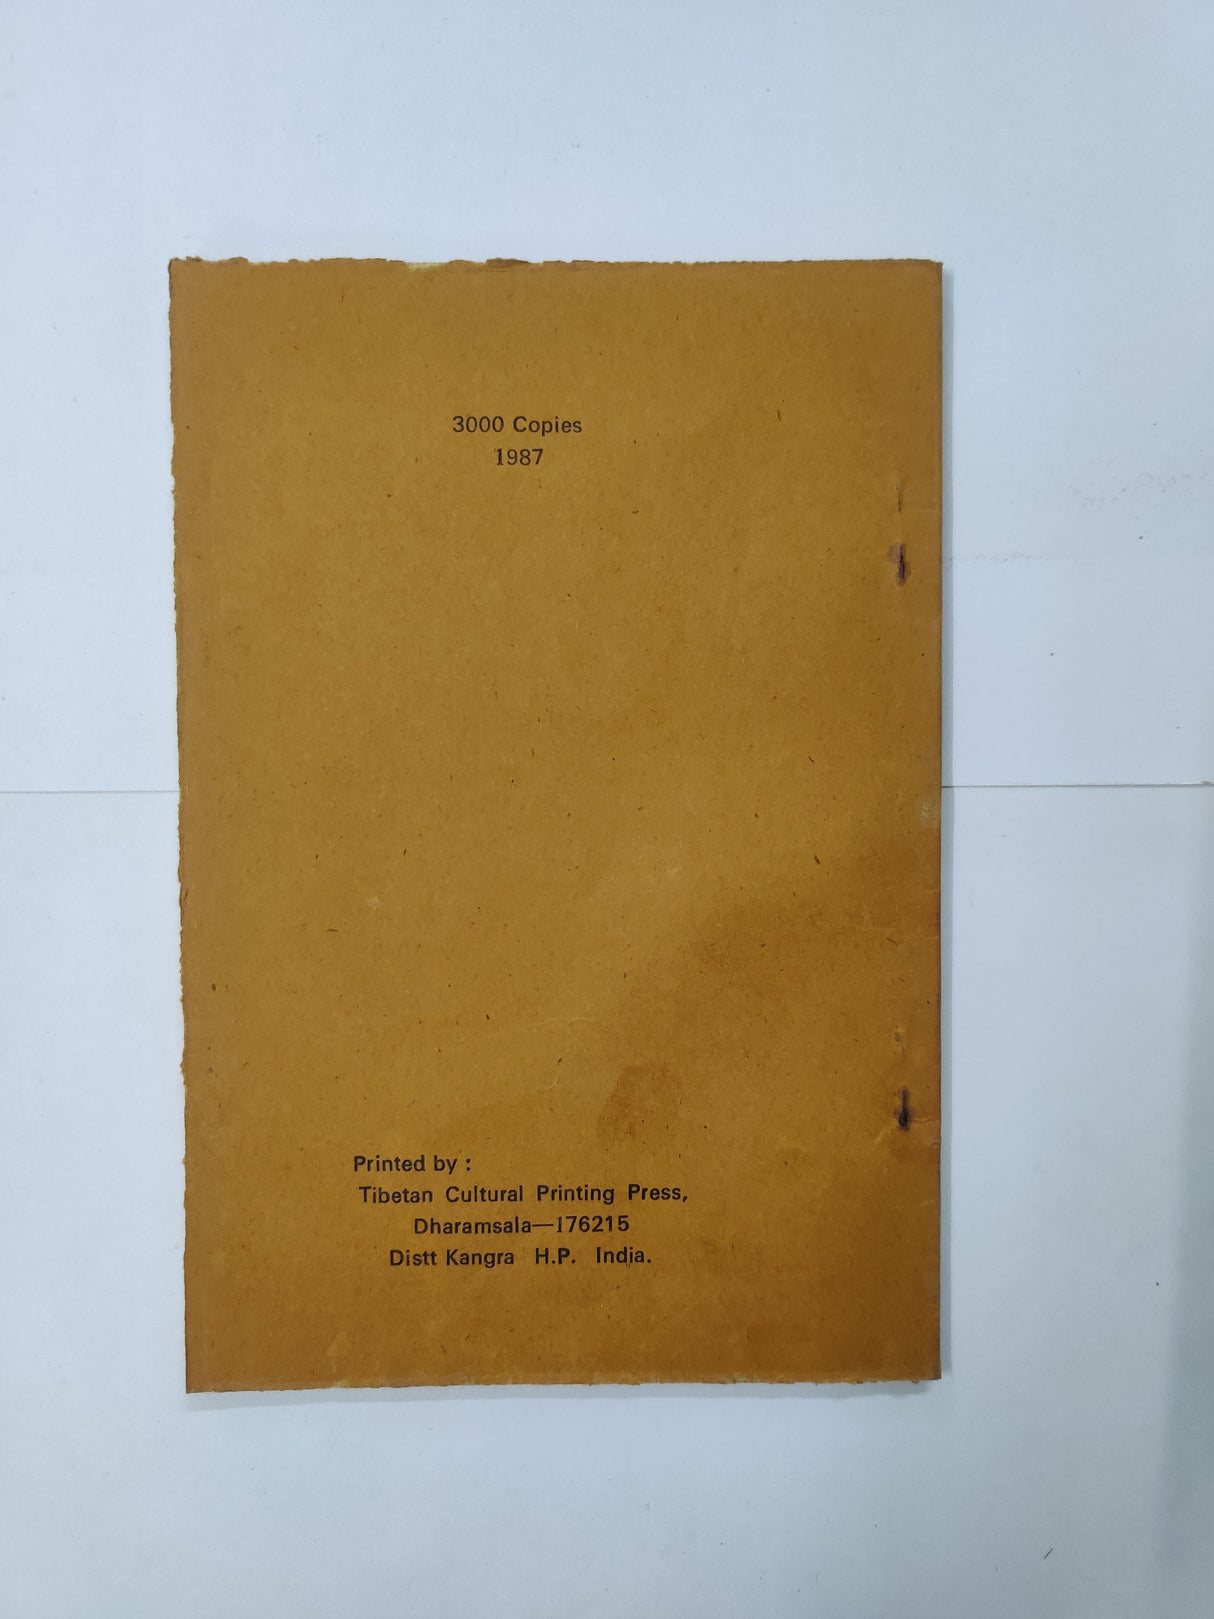 3000 Copies
1987
Printed by :
Tibetan Cultural Printing Press,
Dharamsala—176215
Distt Kangra H.P. India.